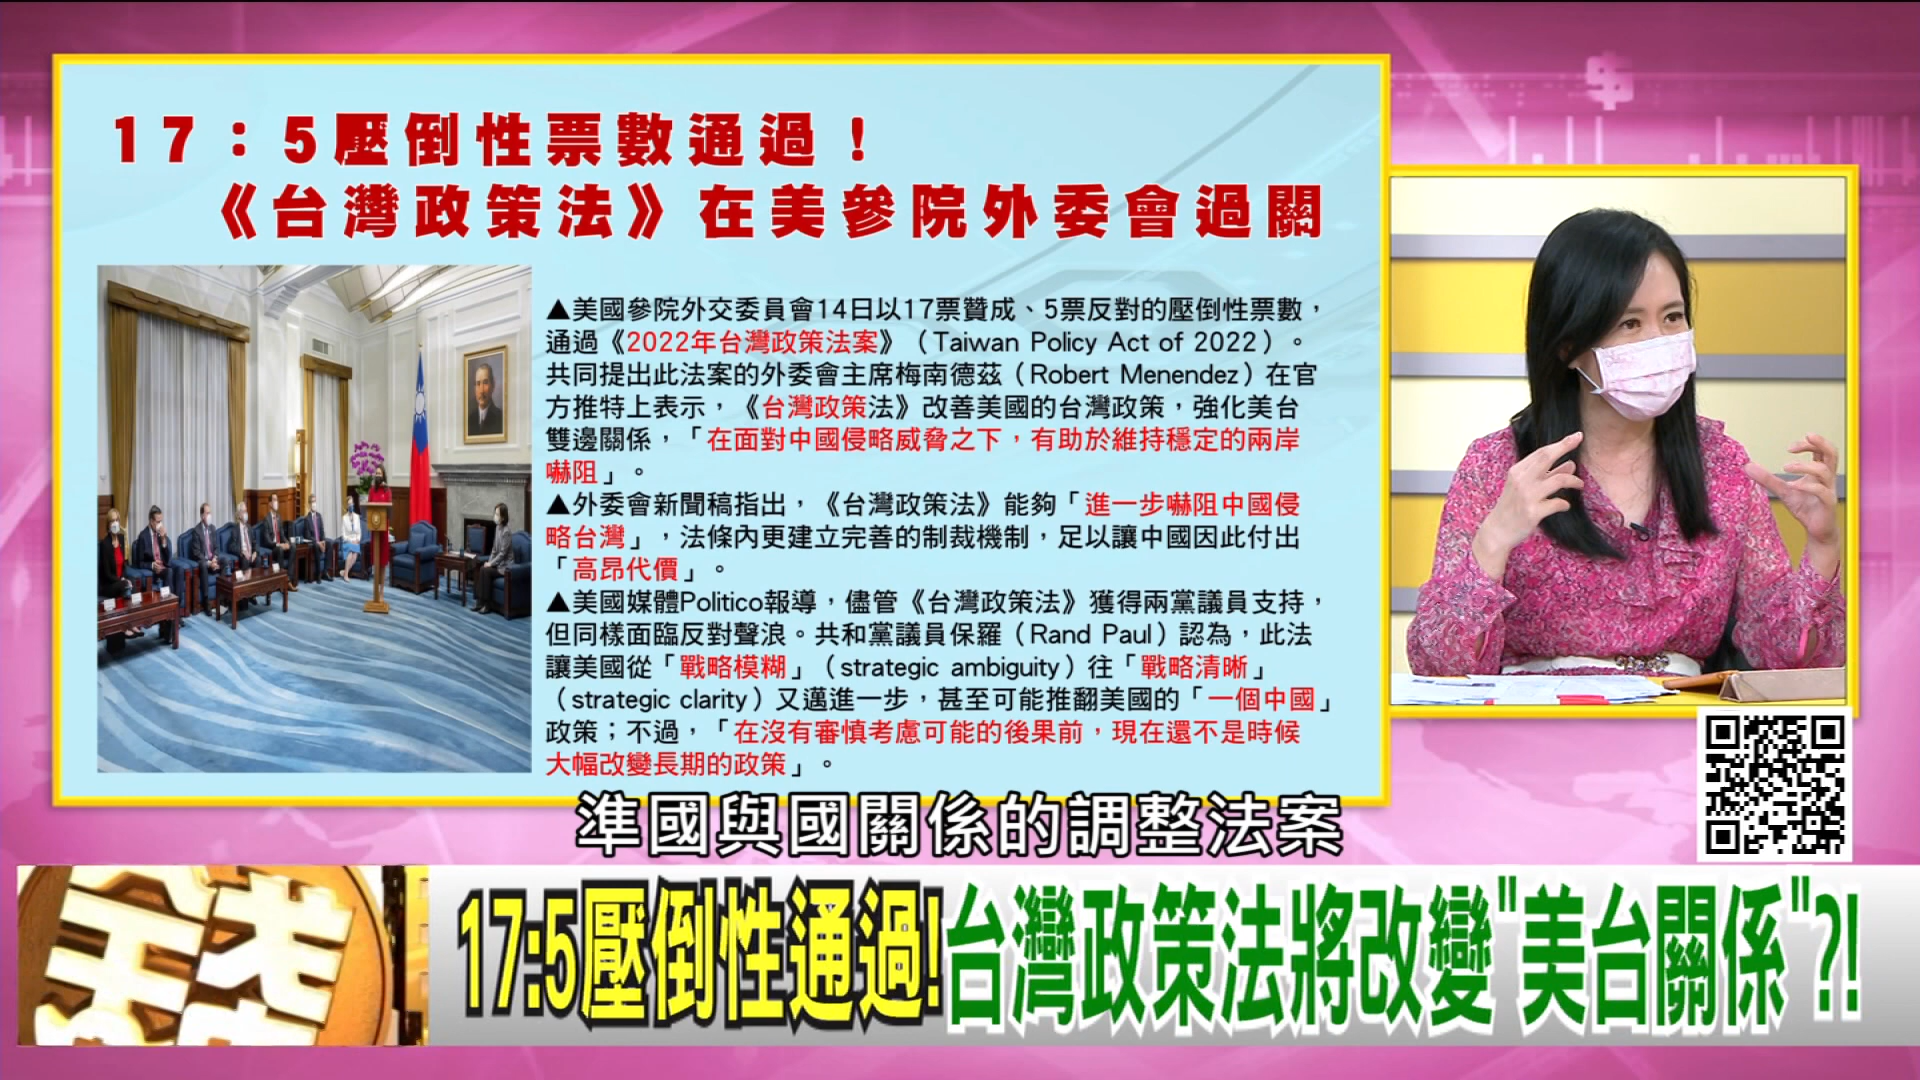 17：5壓倒性票數通過！
《台灣政策法》在美參院外委會過關
▲美國參院外交委員會14日以17票贊成、5票反對的壓倒性票數，
通過《2022年台灣政策法案》（Taiwan Policy Act of 2022）。
共同提出此法案的外委會主席梅南德茲（Robert Menendez）在官
方推特上表示，《台灣政策法》改善美國的台灣政策，強化美台
雙邊關係，「在面對中國侵略威脅之下，有助於維持穩定的兩岸
嚇阻」。
▲外委會新聞稿指出，《台灣政策法》能夠「進一步嚇阻中國侵
略台灣」，法條內更建立完善的制裁機制，足以讓中國因此付出
「高昂代價」。
▲美國媒體Politico報導，儘管《台灣政策法》獲得兩黨議員支持，
但同樣面臨反對聲浪。共和黨議員保羅（Rand Paul）認為，此法
讓美國從「戰略模糊」（strategic ambiguity）往「戰略清晰」
（strategic clarity）又邁進一步，甚至可能推翻美國的「一個中國」
政策；不過，「在沒有審慎考慮可能的後果前，現在還不是時候
大幅改變長期的政策」。
準國與國關係的調整法案
17:5壓倒性通過!台灣政策法將改變"美台關係"?!